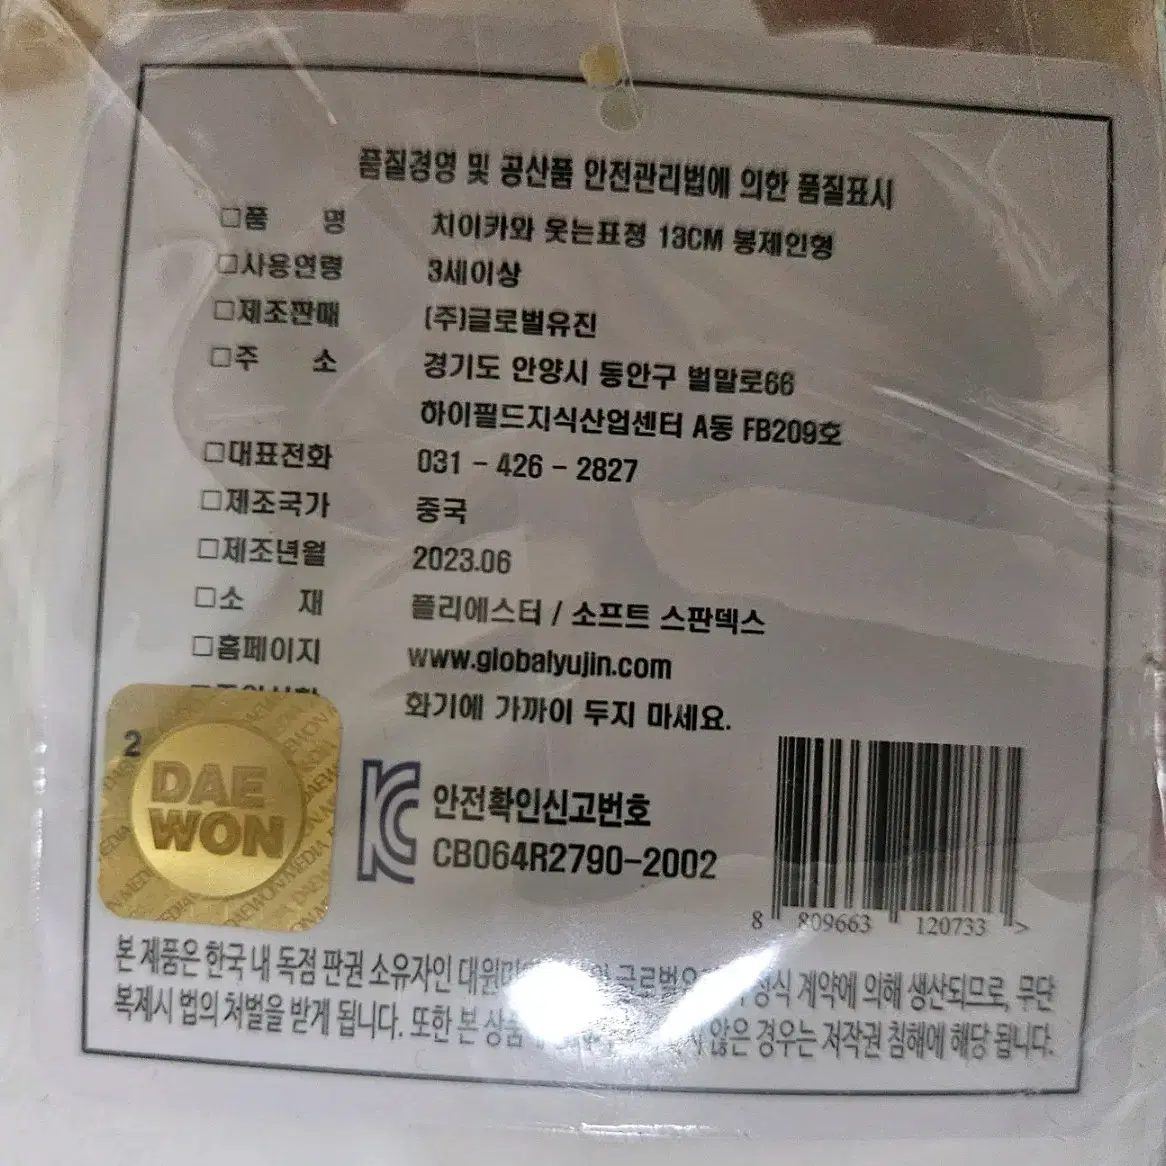 품질경영 및 공산품 안전관리법에 의한 품질표시
□품 명 치이카와 웃는표졍 13CM 봉제인형
□사용연령 3세이상
□제조판매 (주)글로벌유진
□주 소 경기도 안양시 동안구 벌말로66
하이필드지식산업센터 A동 FB209호
□대표전화 031 - 426 - 2827
□제조국가 중국
□제조년월 2023.06
□소 재 플리에스터 / 소프트 스판덱스
□홈페이지 www.globalyujin.com
화기에 가까이 두지 마세요.
2
DAE
WON
안전확인신고번호
CB064R2790-2002
8 809663 120733 >
본 제품은 한국 내 독점 판권 소유자인 정식 계약에 의해 생산되므로, 무단
복제시 법의 처벌을 받게 됩니다. 또한 본 않은 경우는 저작권 침해에 해당 됩니다.